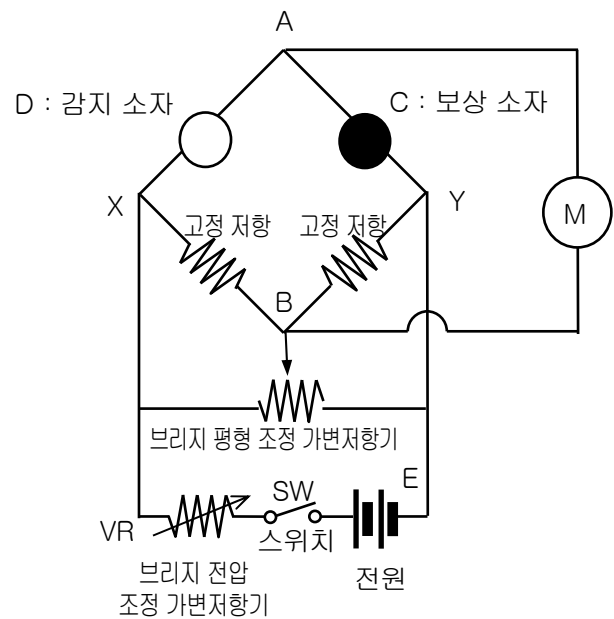 A
D : 감지 소자
C : 보상 소자
X
Y
M
고정 저항
고정 저항
B
브리지 평형 조정 가변저항기
E
SW
VR
스위치
브리지 전압
조정 가변저항기
전원